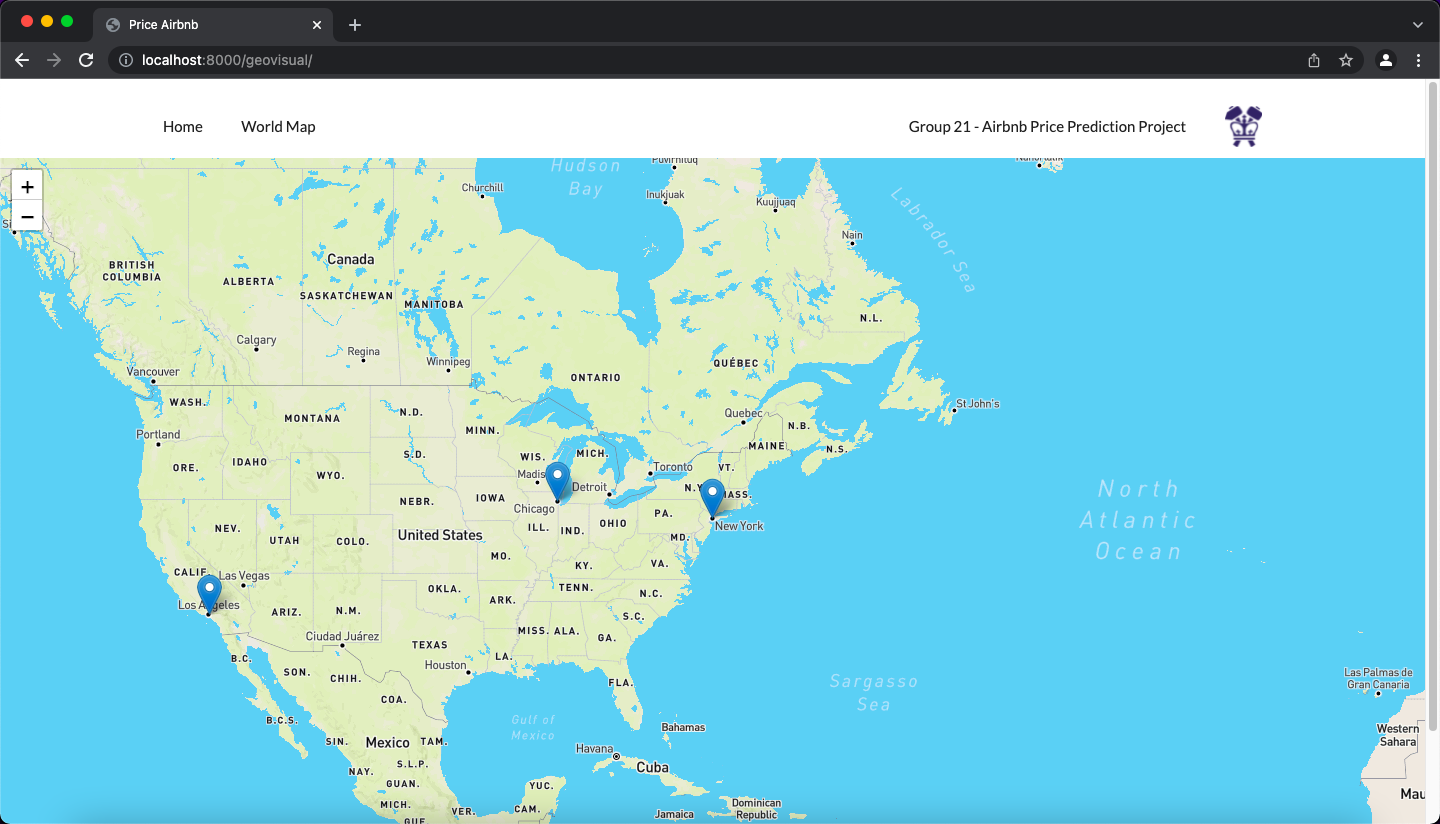 Price Airbnb
localhost:8000/geovisual/
Home
World Map
Group 21 - Airbnb Price Prediction Project
+
−
Hudson
Bay
Puvirnituq
Churchill
Inukjuak
Kuujjuaq
Labrador Sea
Nain
BRITISH
COLUMBIA
Canada
ALBERTA
SASKATCHEWAN
MANITOBA
N.L.
Calgary
Regina
Winnipeg
Vancouver
ONTARIO
QUÉBEC
WASH.
MONTANA
N.D.
MINN.
Quebec
St John's
N.B.
MAINE
N.S.
Portland
ORE.
IDAHO
WYO.
S.D.
WIS.
MICH.
Toronto
VT.
Detroit
MASS.
North
Atlantic
Ocean
NEBR.
IOWA
Chicago
ILL.
IND.
OHIO
PA.
New York
NEV.
UTAH
COLO.
United States
MO.
KY.
VA.
MD.
CALIF.
Las Vegas
Los Angeles
ARIZ.
N.M.
OKLA.
ARK.
TENN.
N.C.
S.C.
MISS.
ALA.
GA.
Ciudad Juárez
TEXAS
LA.
Houston
B.C.
SON.
CHIH.
COA.
FLA.
Sargasso
Sea
Las Palmas de
Gran Canaria
B.C.S.
Gulf of
Mexico
Bahamas
Western
Sahara
SIN.
Mexico
TAM.
Havana
Cuba
NAY.
S.L.P.
GUAN.
YUC.
MICH.
VER.
CAM.
Jamaica
Dominican
Republic